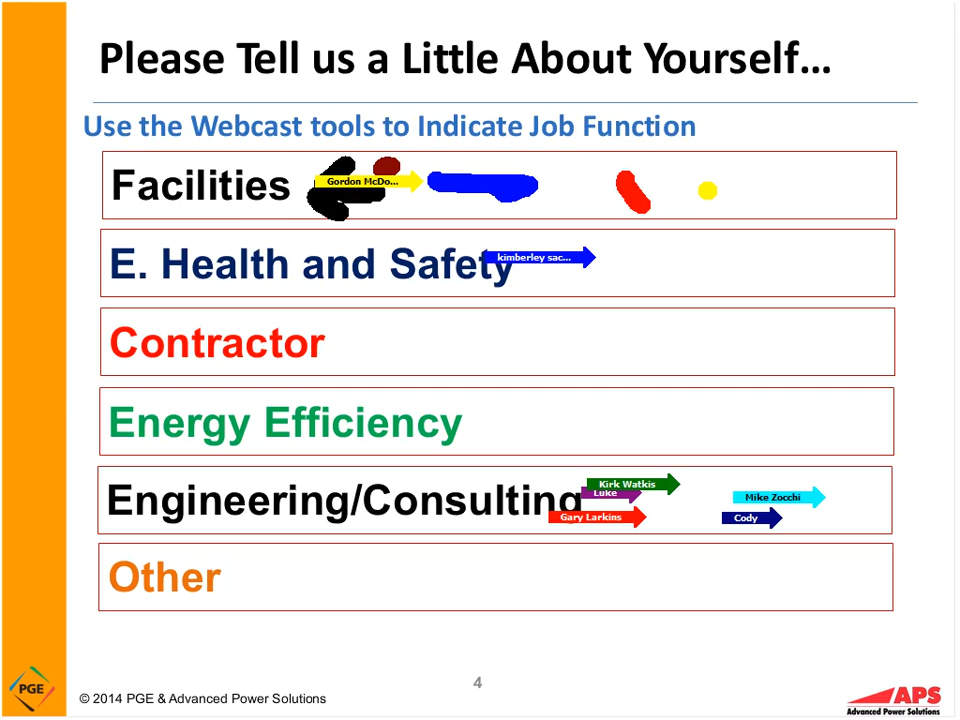 Please Tell us a Little About Yourself...
Use the Webcast tools to Indicate Job Function
Facilities
Gordon McDo...
E. Health and Safety
kimberley sac...
Contractor
Energy Efficiency
Engineering/Consulting
Kirk Watkis
Luke
Mike Zocchi
Gary Larkins
Cody
Other
4
PGE
© 2014 PGE & Advanced Power Solutions
APS
Advanced Power Solutions